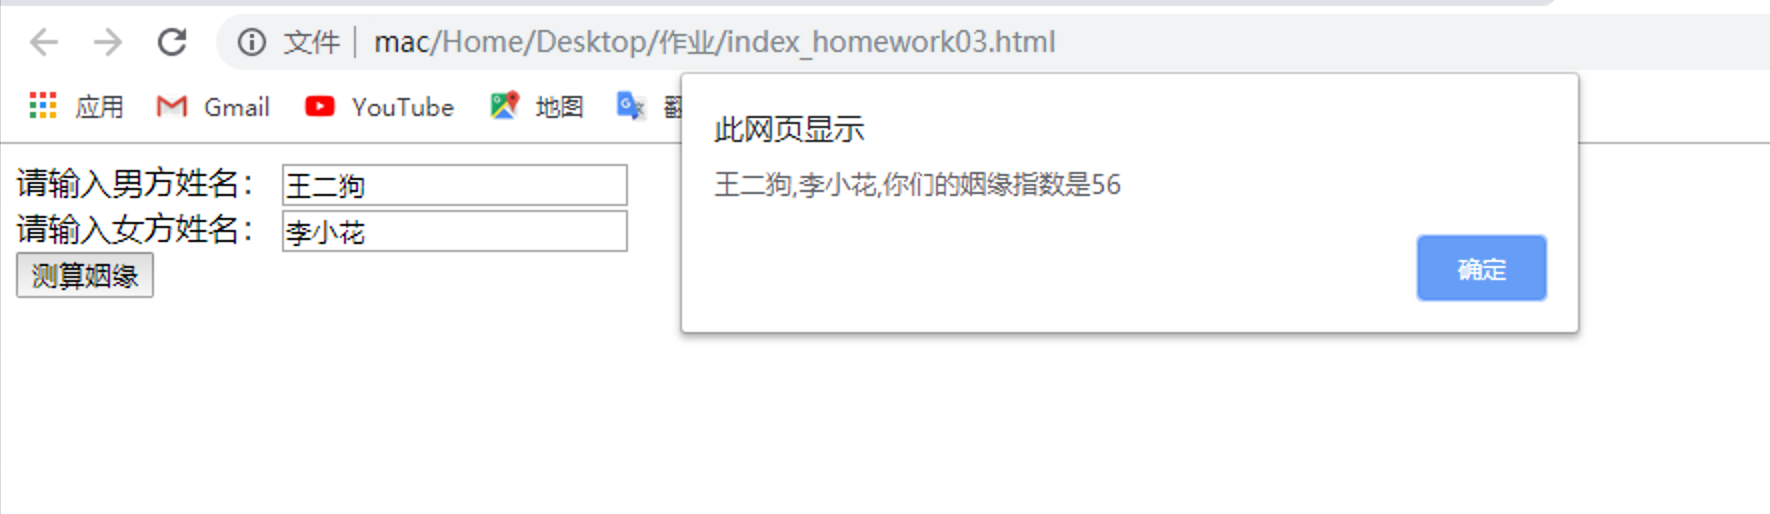 文件 mac/Home/Desktop/作业/index_homework03.html
应用 Gmail YouTube 地图
此网页显示
王二狗,李小花,你们的姻缘指数是56
确定
请输入男方姓名: 王二狗
请输入女方姓名: 李小花
测算姻缘